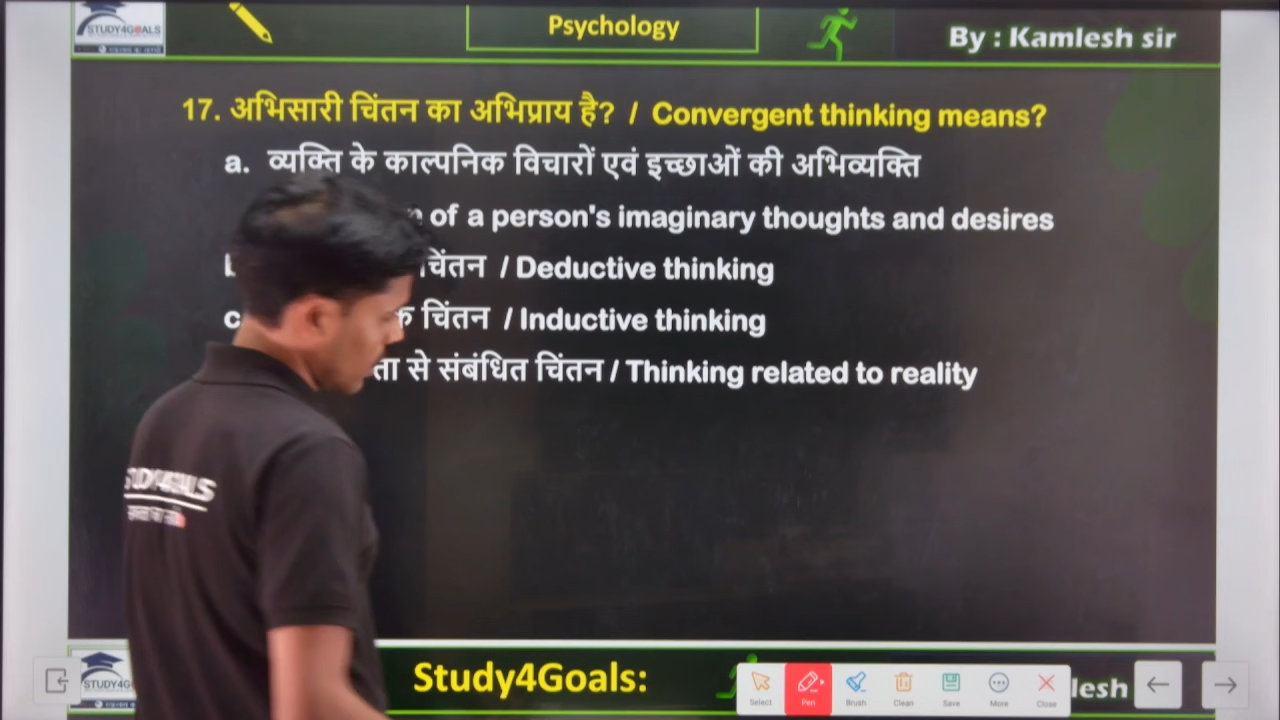 STUDY4GOALS
Psychology
By : Kamlesh sir
17. अभिसारी चिंतन का अभिप्राय है? / Convergent thinking means?
a. व्यक्ति के काल्पनिक विचारों एवं इच्छाओं की अभिव्यक्ति
of a person's imaginary thoughts and desires
चिंतन / Deductive thinking
c चिंतन / Inductive thinking
से संबंधित चिंतन / Thinking related to reality
STUDY4GOALS
STUDY4G
Study4Goals:
lesh
Select
Pen
Brush
Clean
Save
More
Close